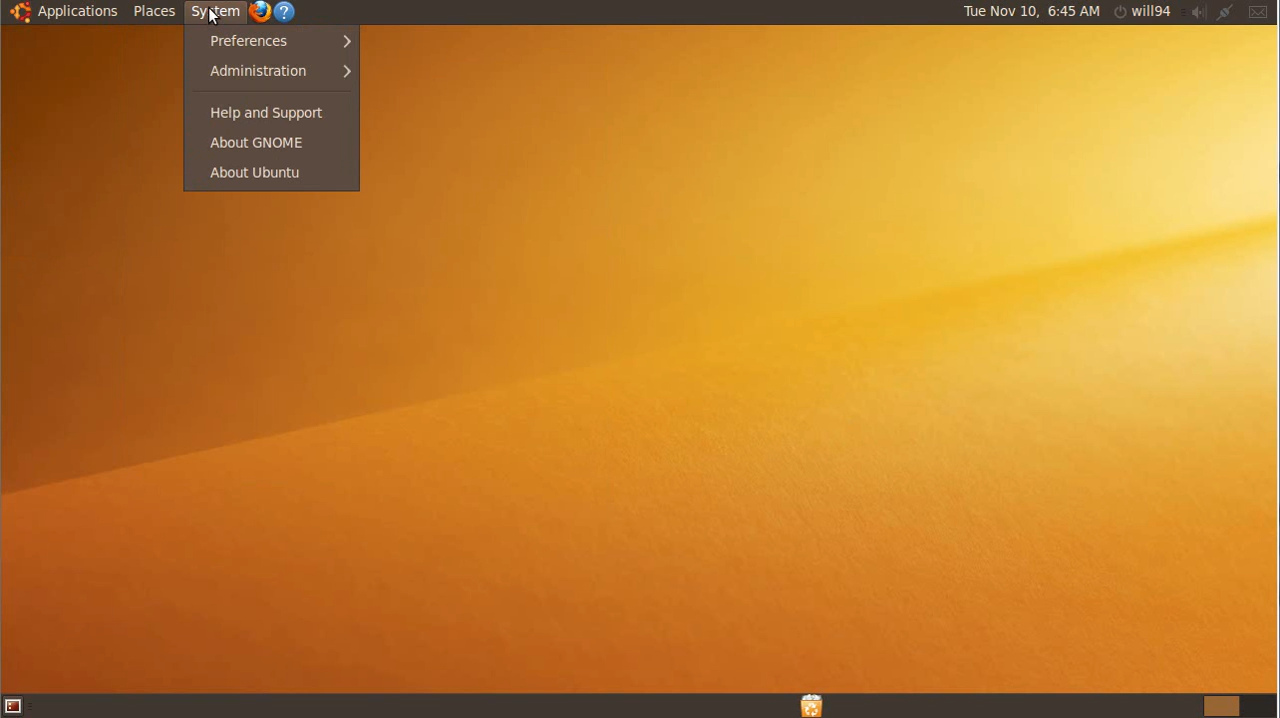 Applications Places System ? Tue Nov 10, 6:45 AM will94
Preferences
Administration
Help and Support
About GNOME
About Ubuntu